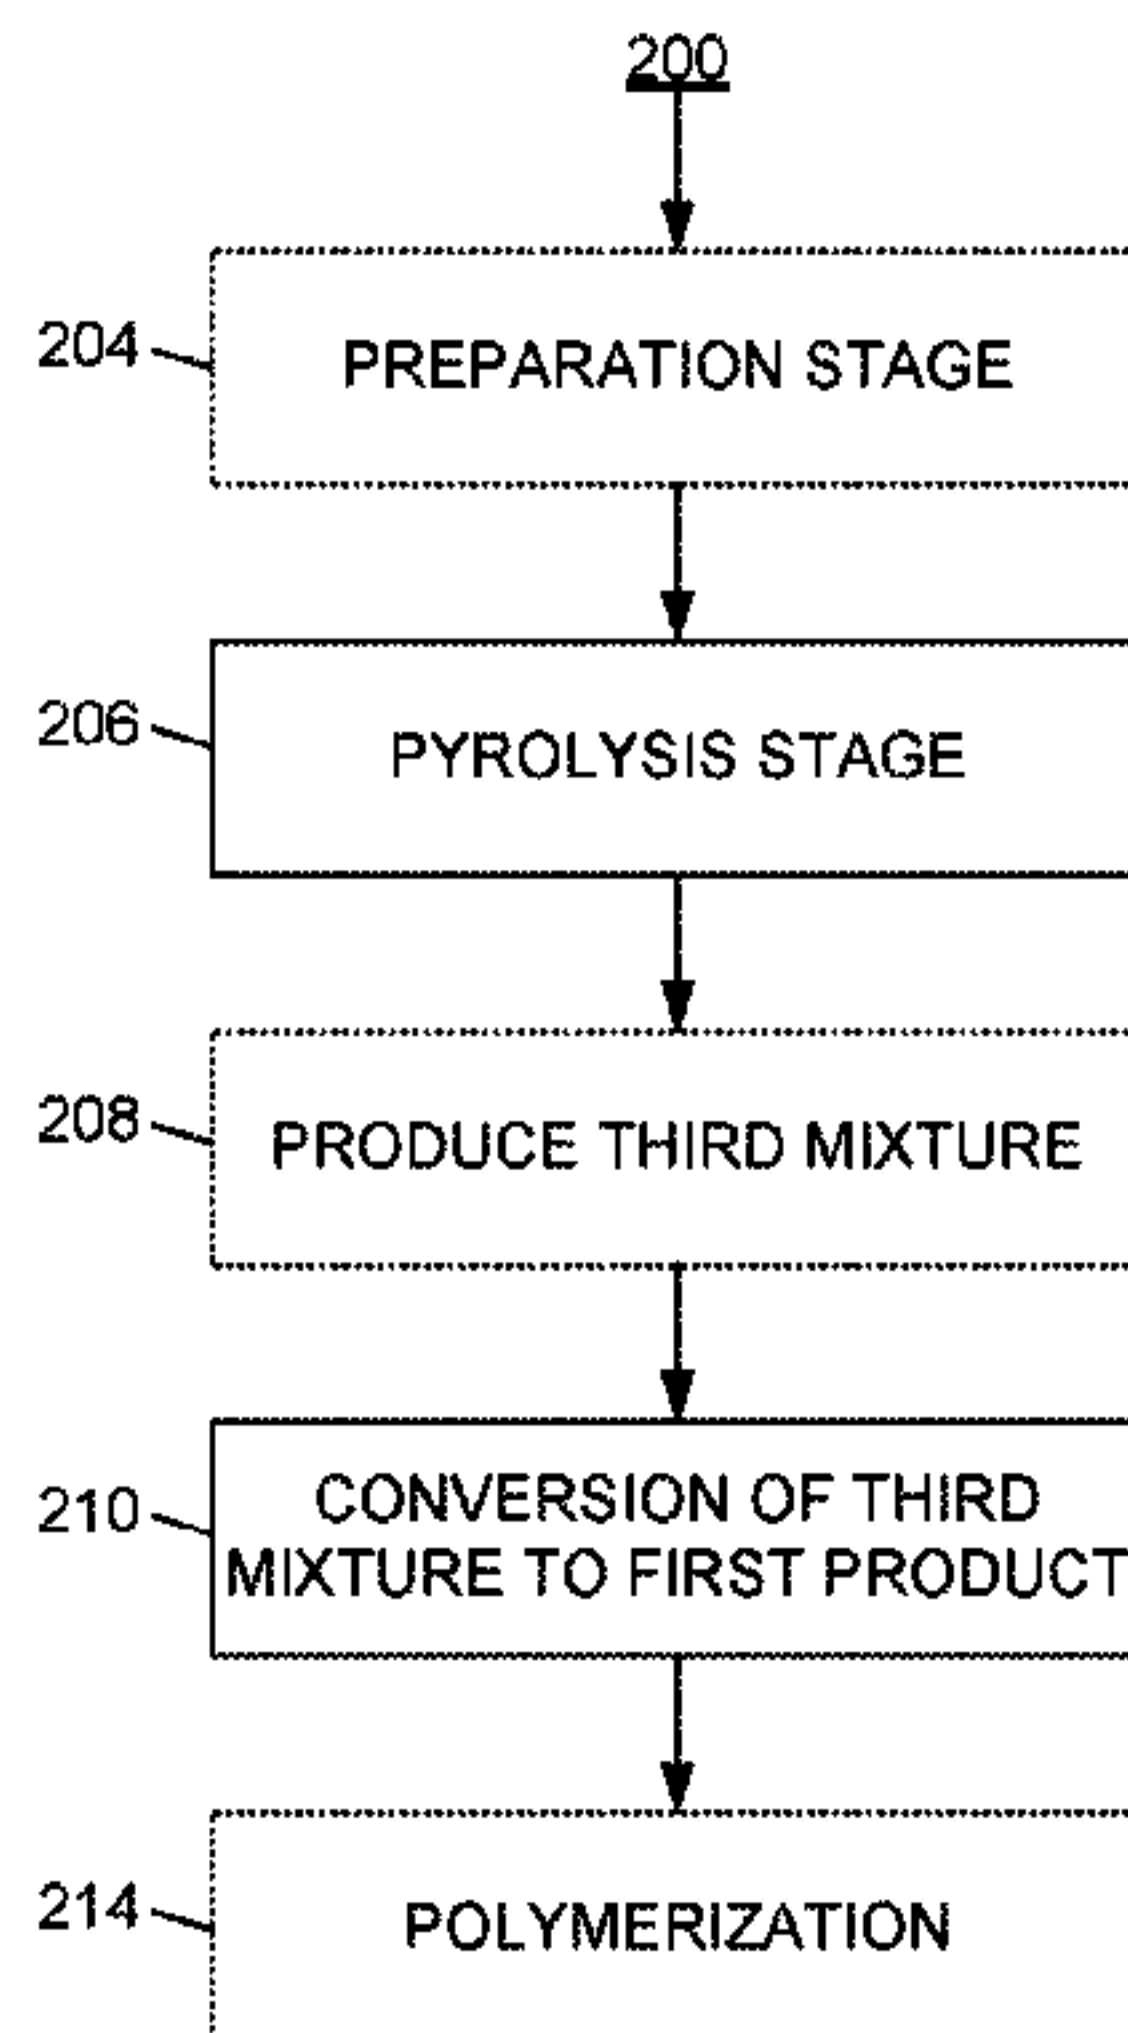 200
204
PREPARATION STAGE
206
PYROLYSIS STAGE
208
PRODUCE THIRD MIXTURE
210
CONVERSION OF THIRD
MIXTURE TO FIRST PRODUCT
214
POLYMERIZATION